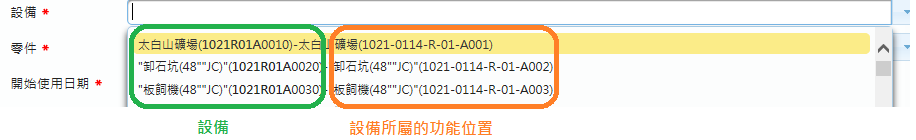 設備 *
太白山礦場(1021R01A0010)-太白山礦場(1021-0114-R-01-A001)
零件 *
"卸石坑(48""JC)"(1021R01A0020)-"卸石坑(48""JC)"(1021-0114-R-01-A002)
開始使用日期 *
"板飼機(48""JC)"(1021R01A0030)-"板飼機(48""JC)"(1021-0114-R-01-A003)
設備
設備所屬的功能位置